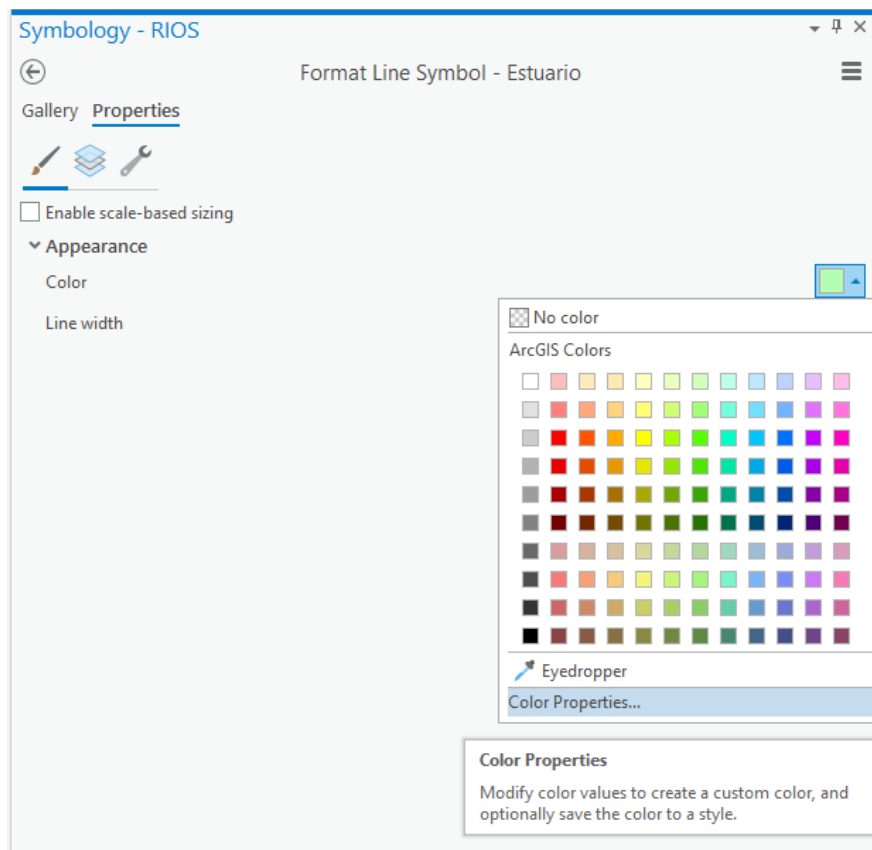 Symbology - RIOS
Format Line Symbol - Estuario
Gallery Properties
Enable scale-based sizing
Appearance
Color
Line width
No color
ArcGIS Colors
Eyedropper
Color Properties...
Color Properties
Modify color values to create a custom color, and
optionally save the color to a style.